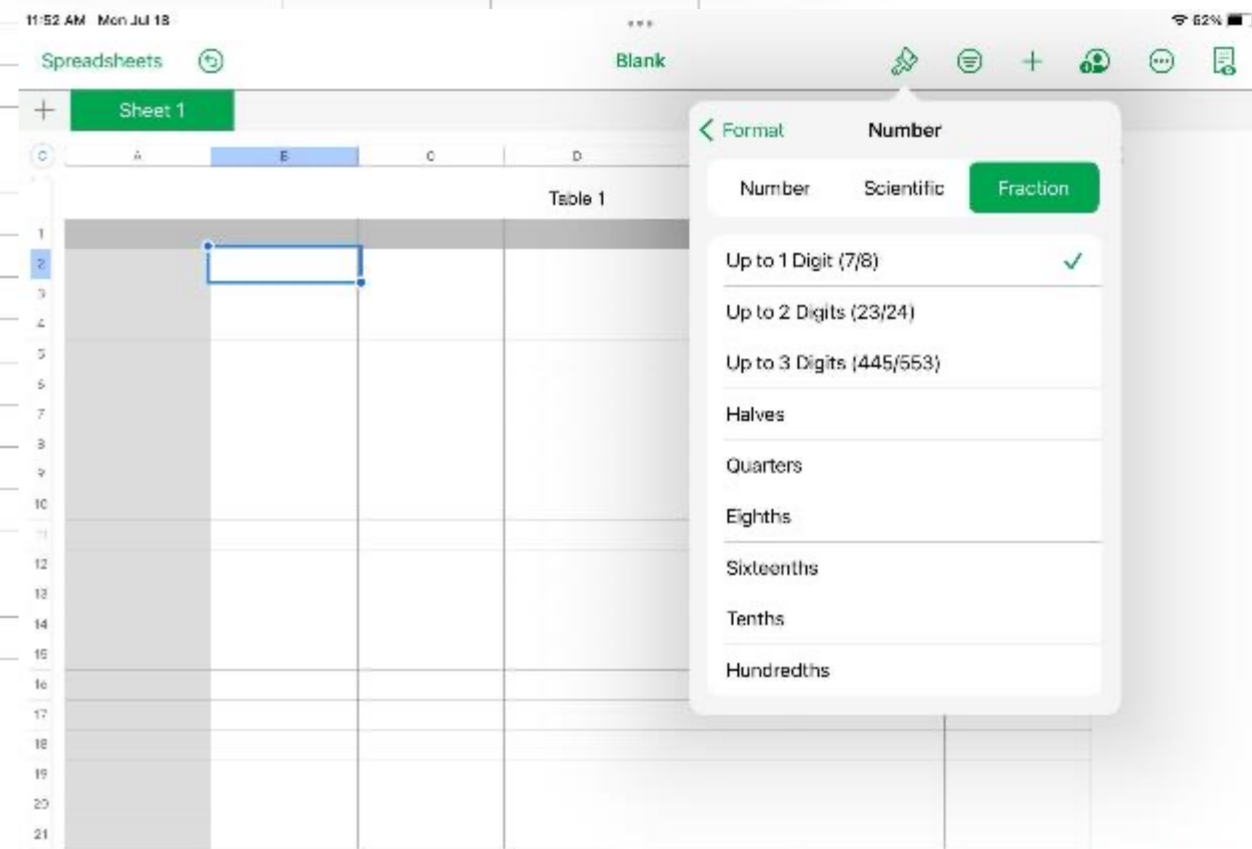 11:52 AM Mon Jul 18
62%
Spreadsheets
Blank
Sheet 1
Format
Number
A
B
C
D
Number
Scientific
Fraction
Table 1
1
2
3
4
5
6
7
8
9
10
11
12
13
14
15
16
17
18
19
20
21
Up to 1 Digit (7/8)
Up to 2 Digits (23/24)
Up to 3 Digits (445/553)
Halves
Quarters
Eighths
Sixteenths
Tenths
Hundredths